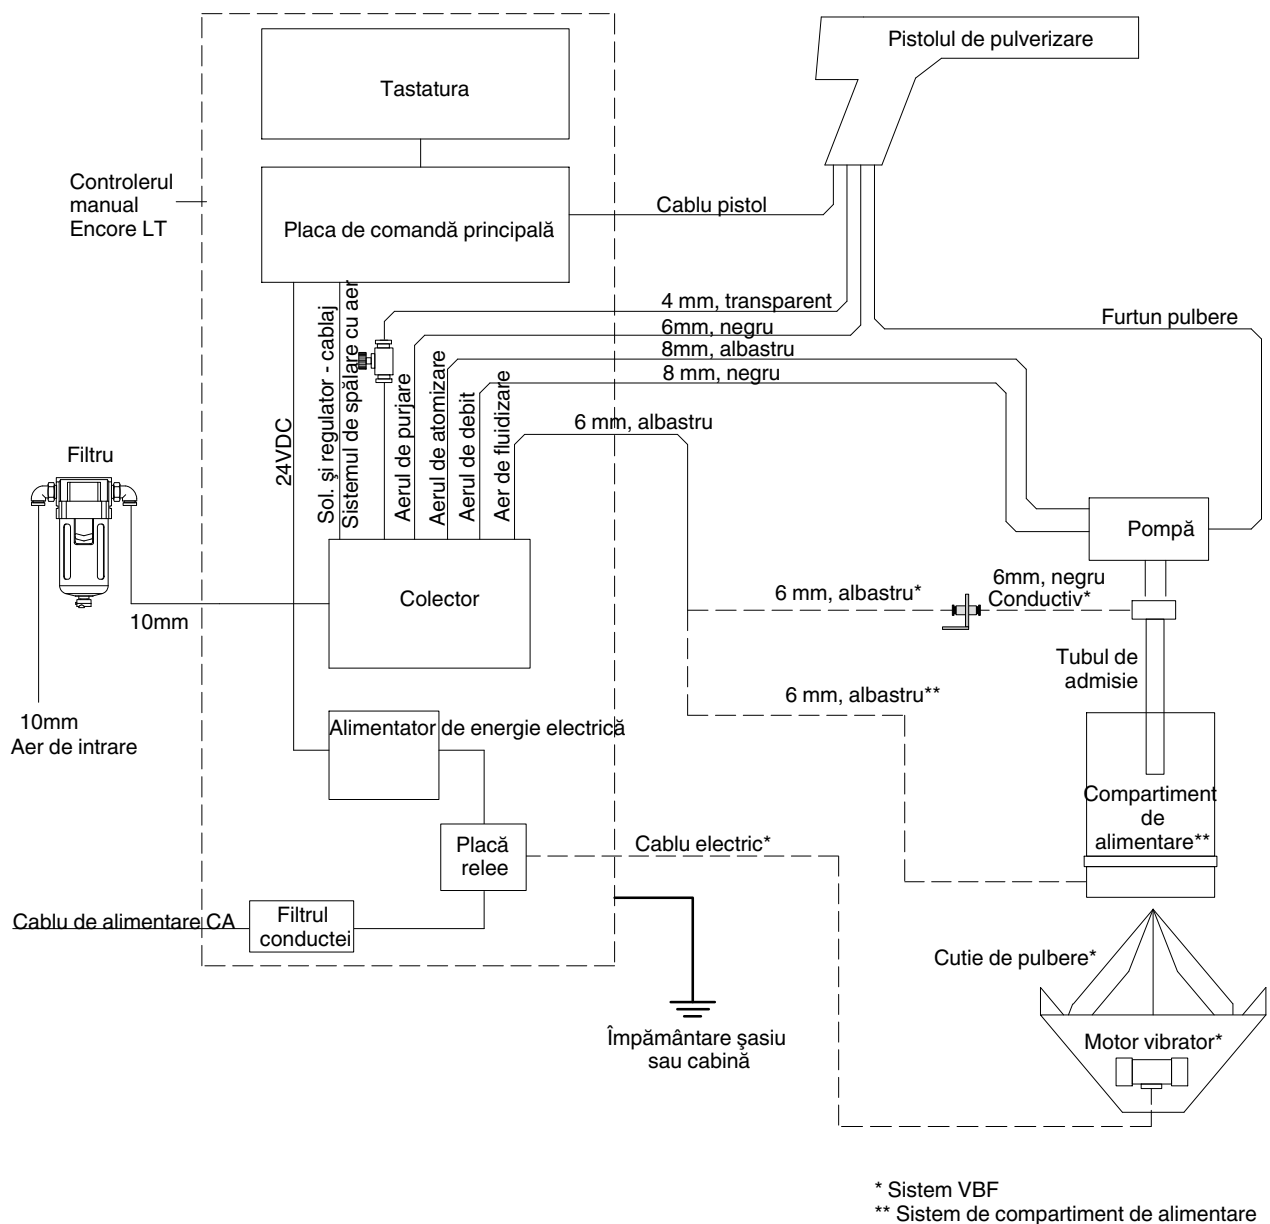 Tastatura
Pistolul de pulverizare
Controlerul
manual
Encore LT
Placa de comandă principală
Cablu pistol
4 mm, transparent
6mm, negru
8mm, albastru
8 mm, negru
6 mm, albastru
Furtun pulbere
24VDC
Sol. şi regulator - cablaj
Sistemul de spălare cu aer
Aerul de purjare
Aerul de atomizare
Aerul de debit
Aer de fluidizare
Filtru
10mm
10mm
Aer de intrare
Colector
Pompă
6 mm, albastru*
6mm, negru
Conductiv*
Tubul de
admisie
6 mm, albastru**
Alimentator de energie electrică
Compartiment
de
alimentare**
Placă
relee
Cablu electric*
Cablu de alimentare CA
Filtrul
conductei
Cutie de pulbere*
Împământare şasiu
sau cabină
Motor vibrator*
* Sistem VBF
** Sistem de compartiment de alimentare